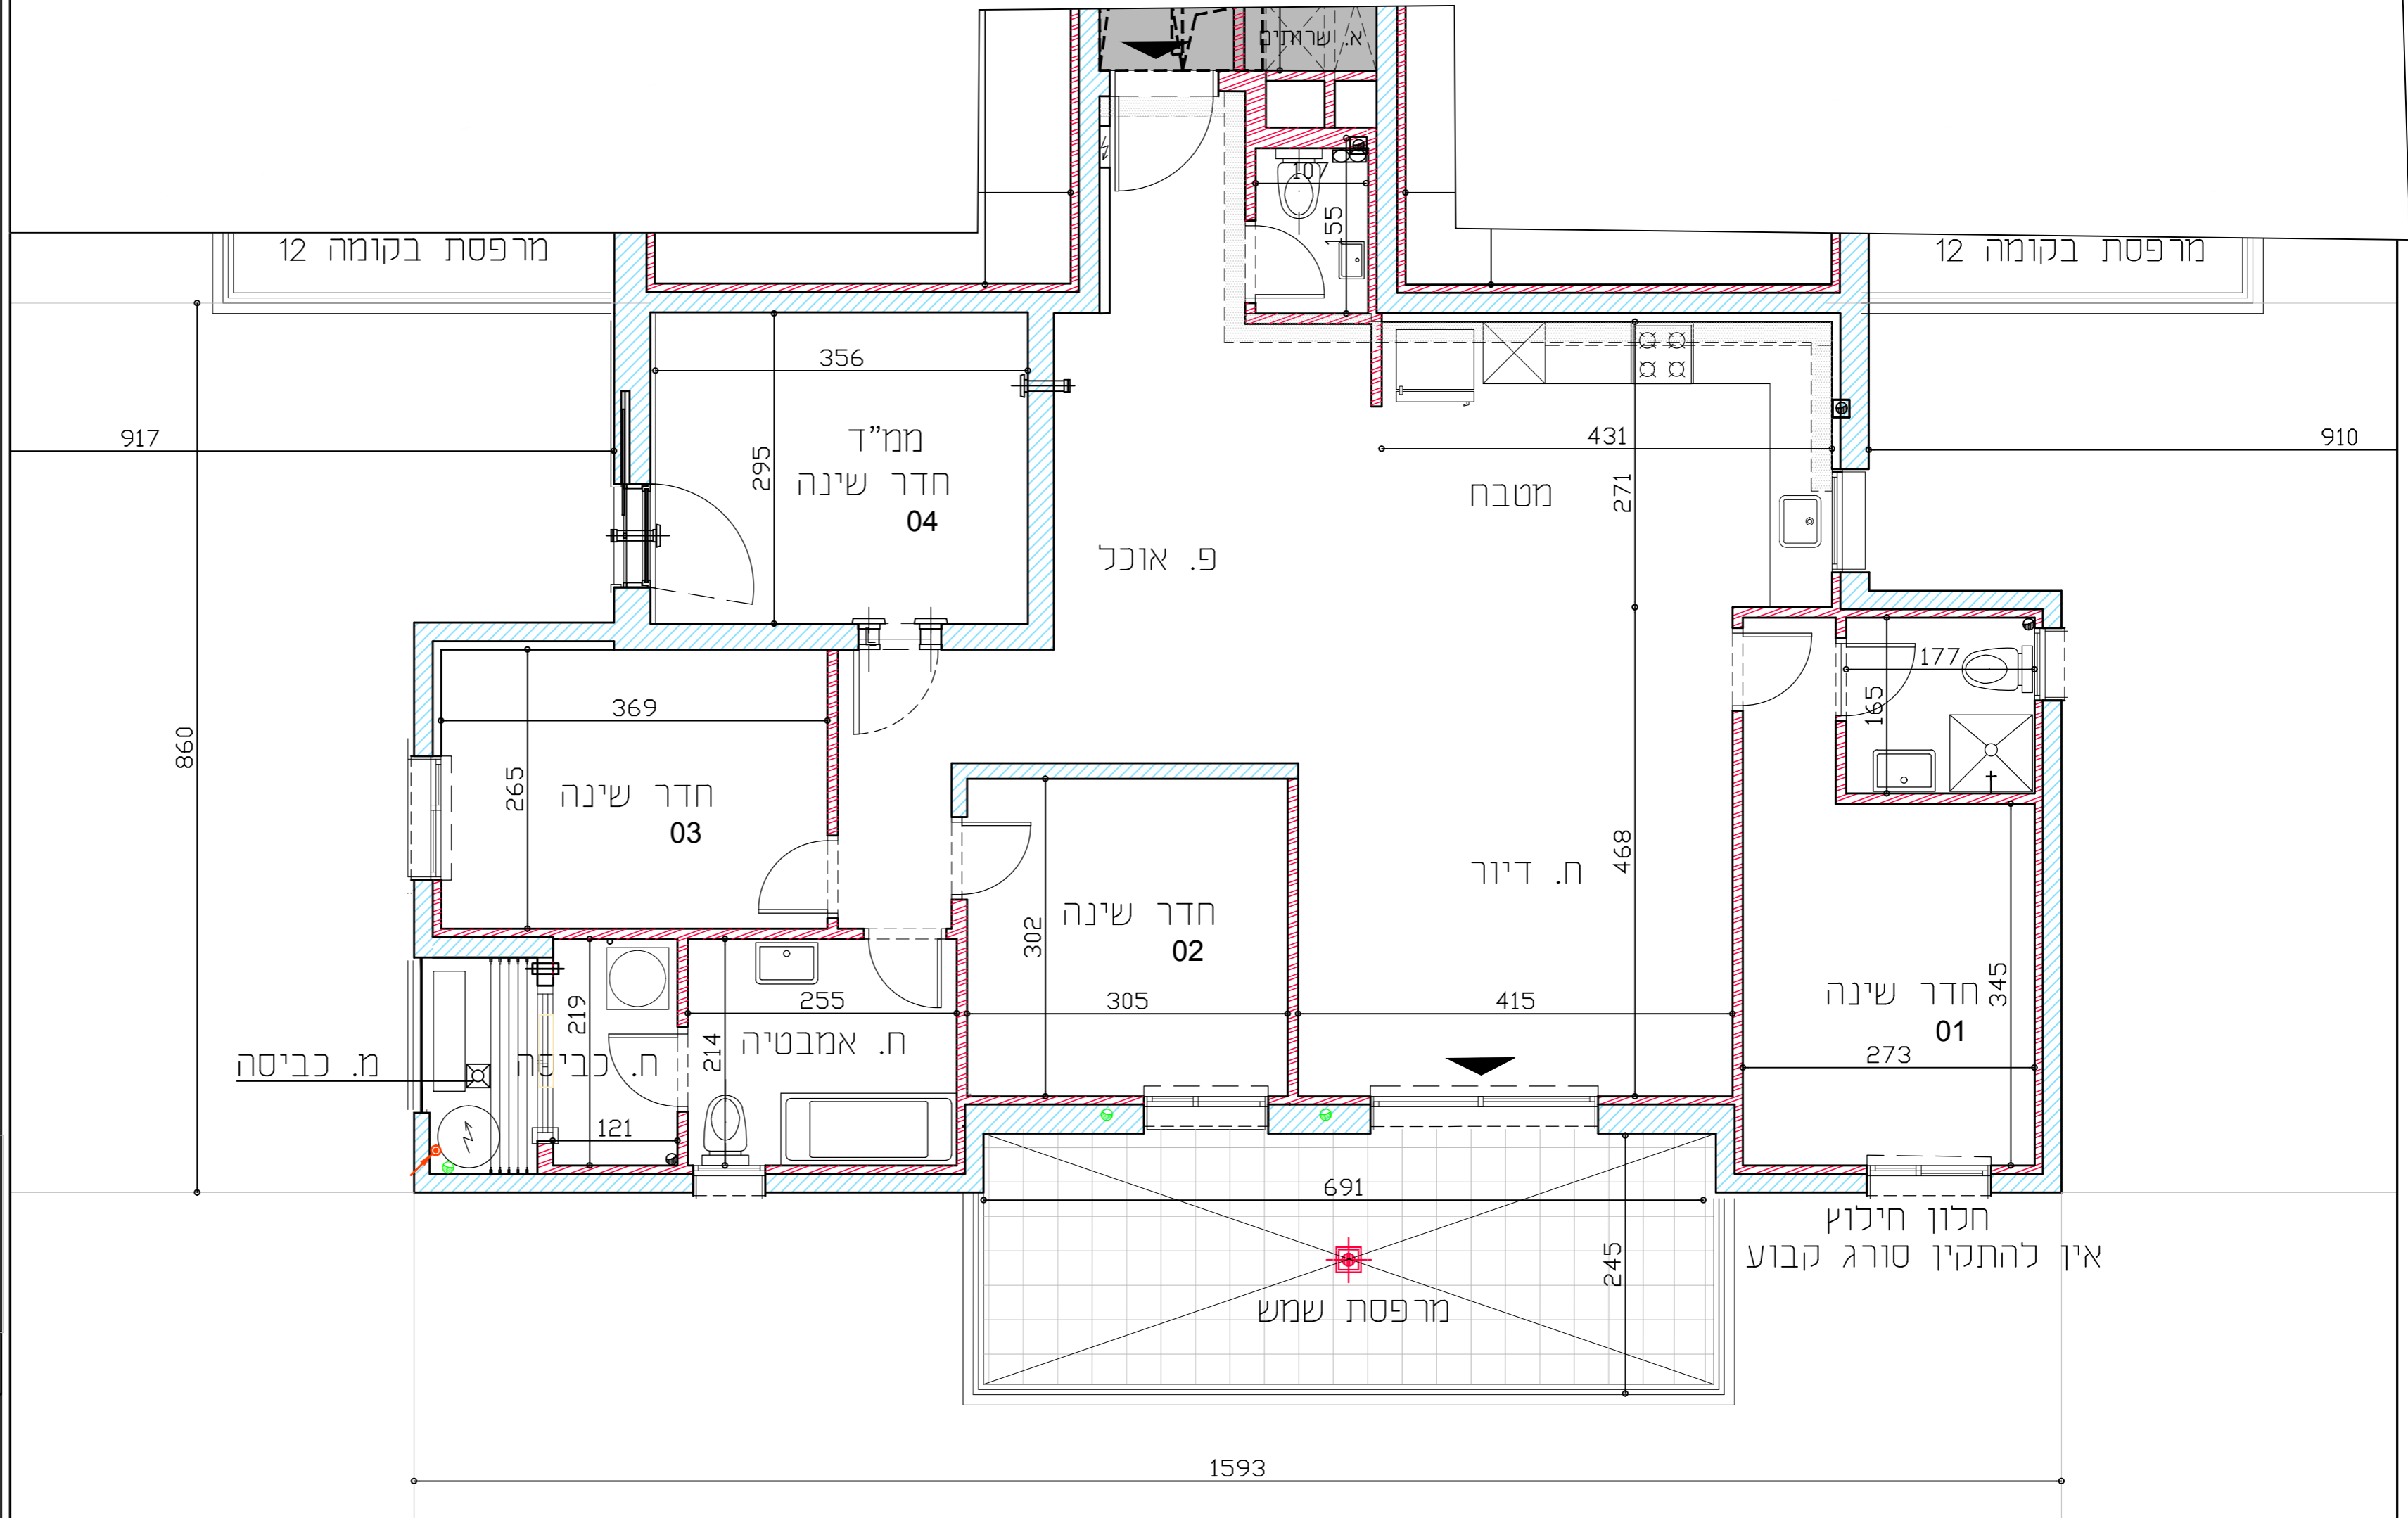 א. שרותים
107
155
מרפסת בקומה 12
מרפסת בקומה 12
356
917
ממ"ד
חדר שינה
04
295
431
910
271
מטבח
פ. אוכל
177
165
369
860
265
חדר שינה
03
468
ח. דיור
חדר שינה
02
302
345
חדר שינה
01
219
255
305
415
214
ח. אמבטיה
273
מ. כביסה
ח. כביסה
121
691
חלון חילוץ
אין להתקין סורג קבוע
245
מרפסת שמש
1593